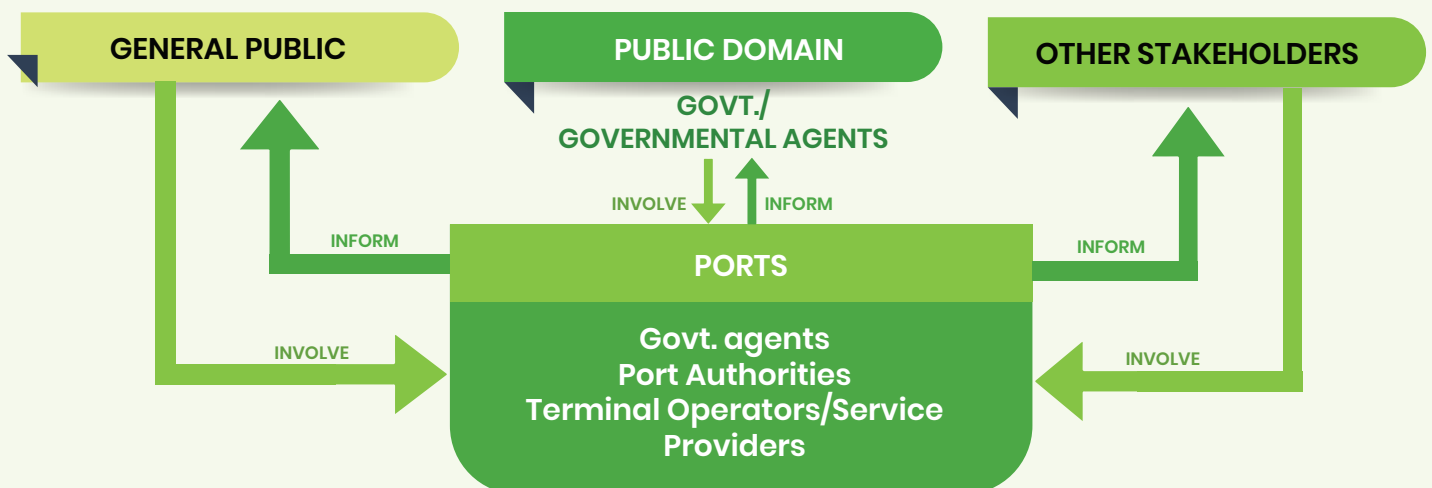 GENERAL PUBLIC
PUBLIC DOMAIN
OTHER STAKEHOLDERS
GOVT./
GOVERNMENTAL AGENTS
INVOLVE
INFORM
INFORM
INFORM
PORTS
INVOLVE
INVOLVE
Govt. agents
Port Authorities
Terminal Operators/Service
Providers